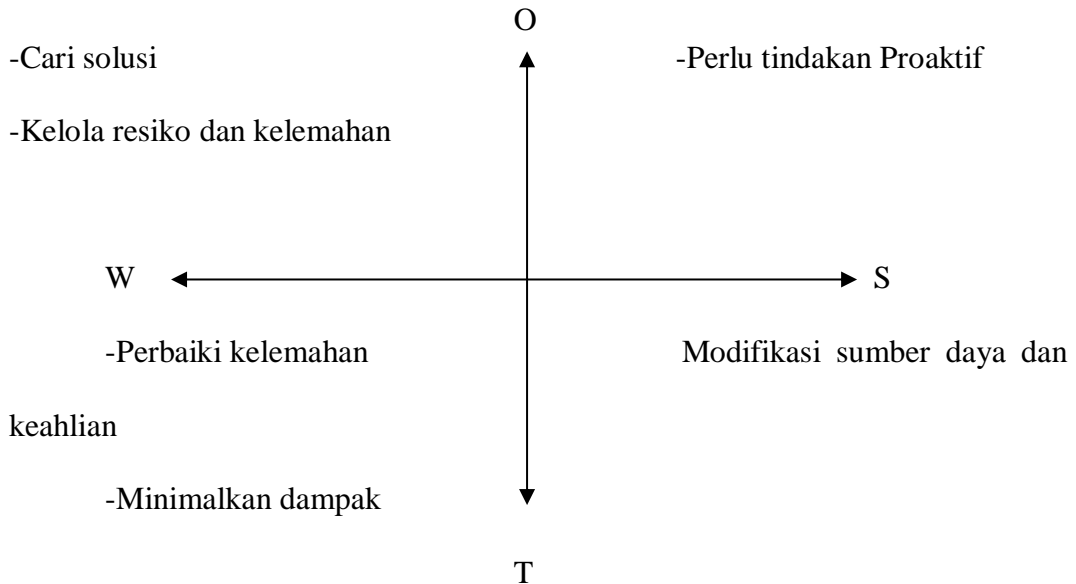 O
-Cari solusi -Perlu tindakan Proaktif
-Kelola resiko dan kelemahan
W S
-Perbaiki kelemahan Modifikasi sumber daya dan
keahlian
-Minimalkan dampak
T